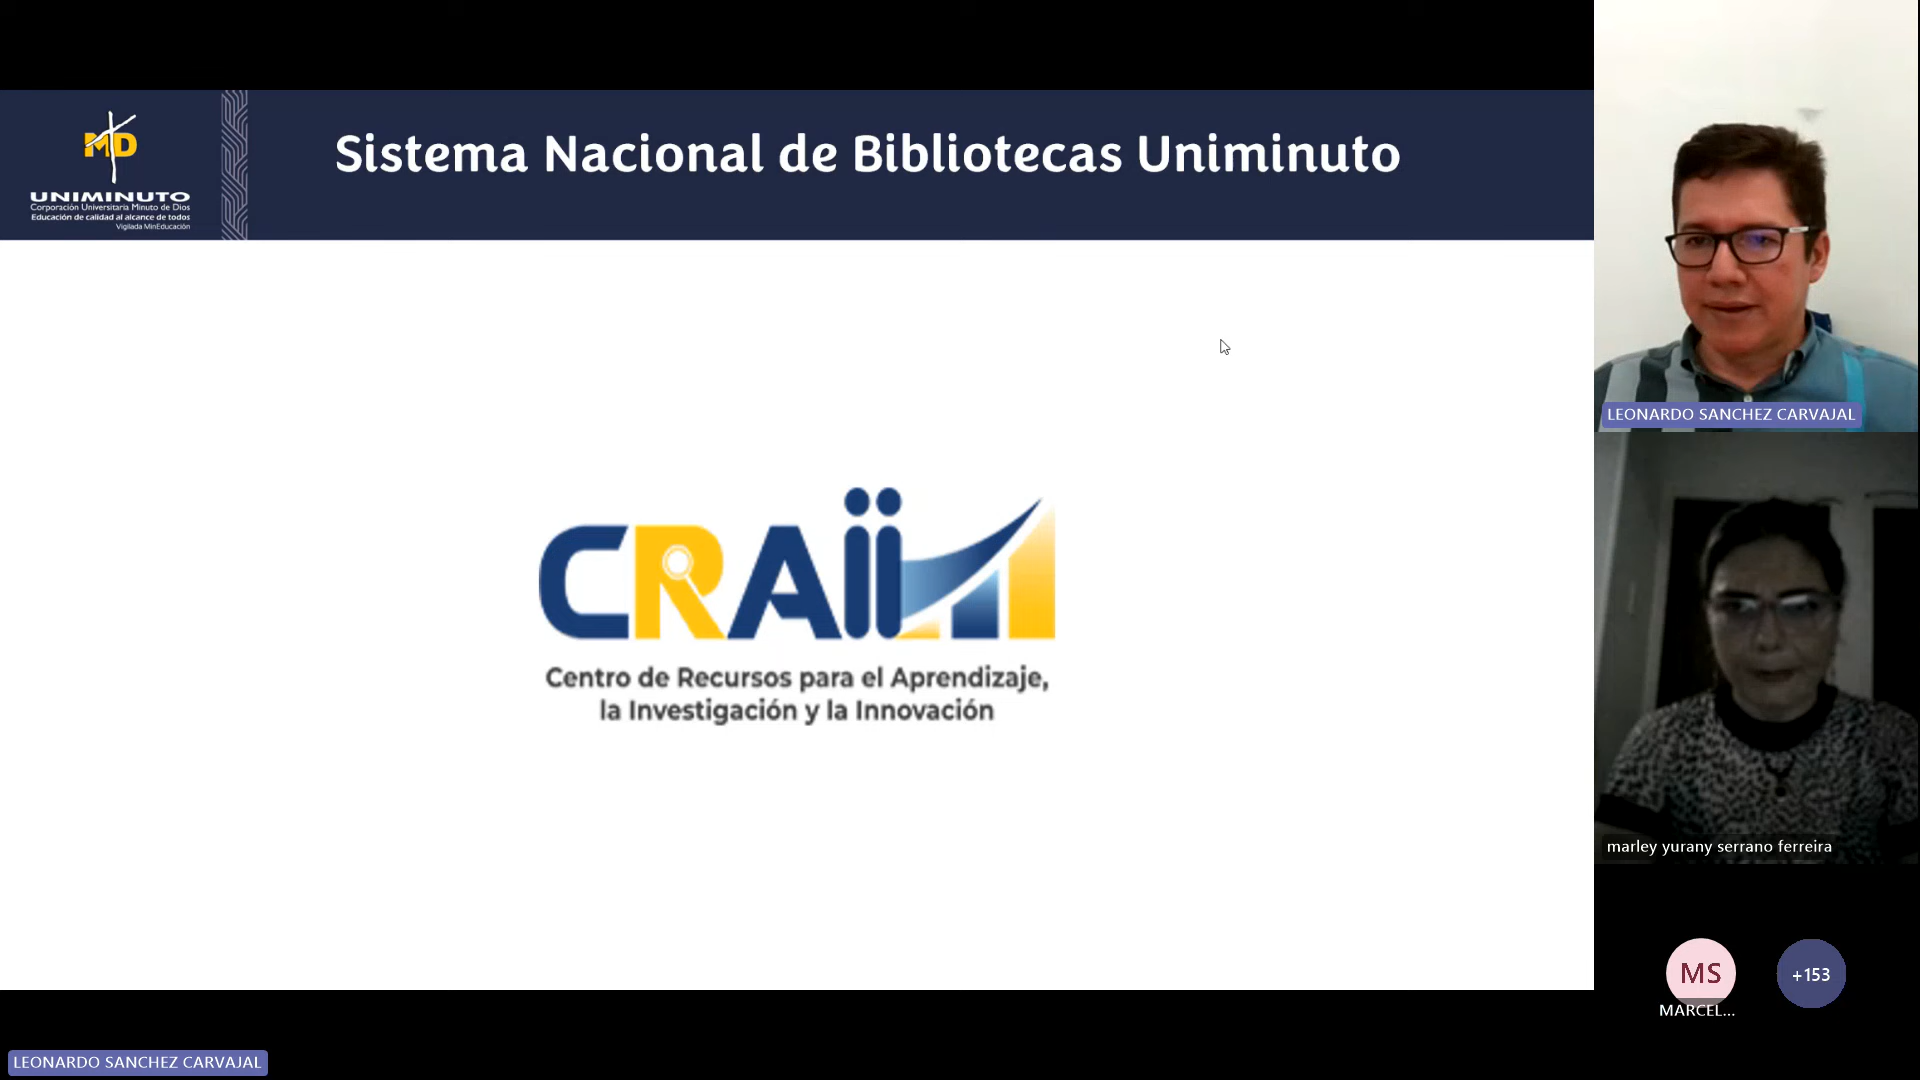 MD
UNIMINUTO
Corporación Universitaria Minuto de Dios
Educación de calidad al alcance de todos
Vigilada MinEducación
Sistema Nacional de Bibliotecas Uniminuto
CRAII
Centro de Recursos para el Aprendizaje,
la Investigación y la Innovación
LEONARDO SANCHEZ CARVAJAL
marley yurany serrano ferreira
MS
+153
MARCEL...
LEONARDO SANCHEZ CARVAJAL